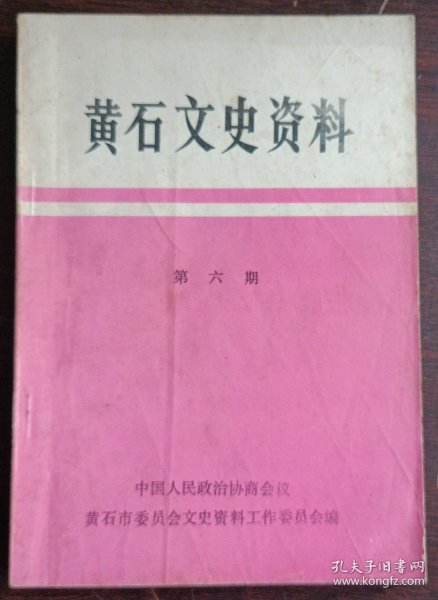 黄石文史资料
第六期
中国人民政治协商会议
黄石市委员会文史资料工作委员会编
孔夫子旧书网
www.kongfz.com